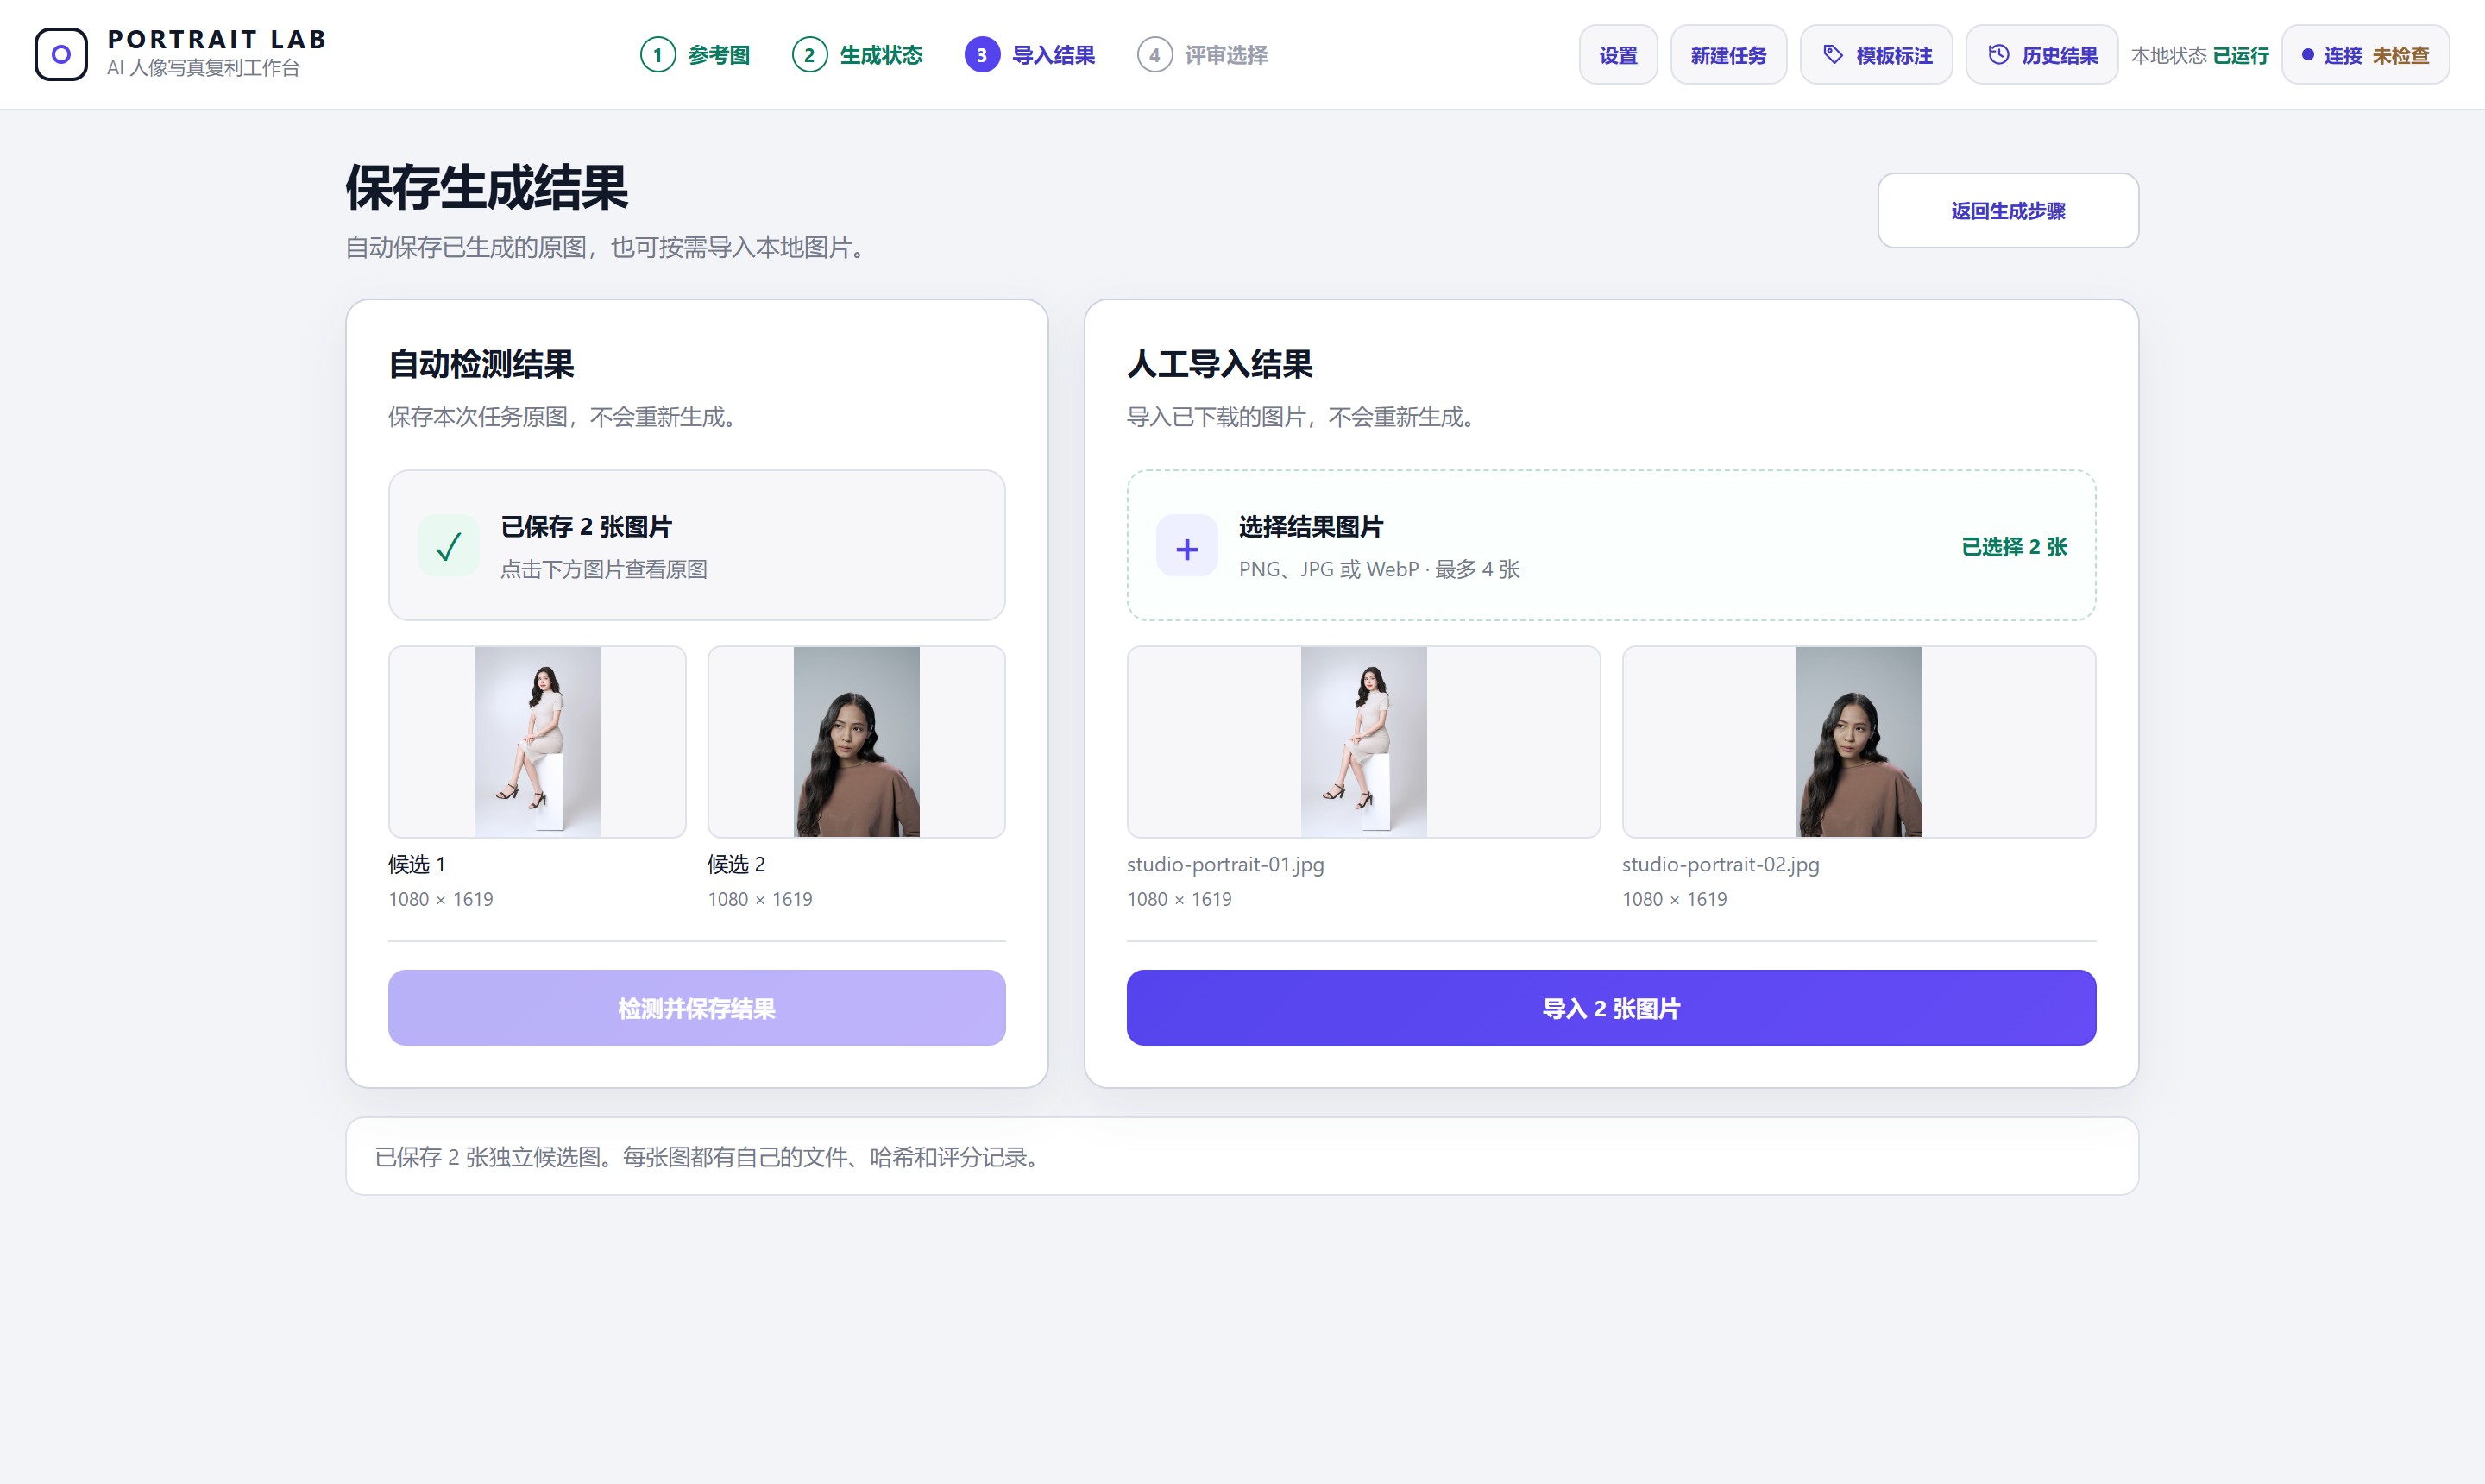 PORTRAIT LAB
AI 人像写真复利工作台
1 参考图
2 生成状态
3 导入结果
4 评审选择
设置
新建任务
模板标注
历史结果
本地状态 已运行
连接 未检查
保存生成结果
自动保存已生成的原图，也可按需导入本地图片。
返回生成步骤
自动检测结果
保存本次任务原图，不会重新生成。
已保存 2 张图片
点击下方图片查看原图
候选 1
1080 × 1619
候选 2
1080 × 1619
检测并保存结果
人工导入结果
导入已下载的图片，不会重新生成。
选择结果图片
PNG、JPG 或 WebP · 最多 4 张
已选择 2 张
studio-portrait-01.jpg
1080 × 1619
studio-portrait-02.jpg
1080 × 1619
导入 2 张图片
已保存 2 张独立候选图。每张图都有自己的文件、哈希和评分记录。